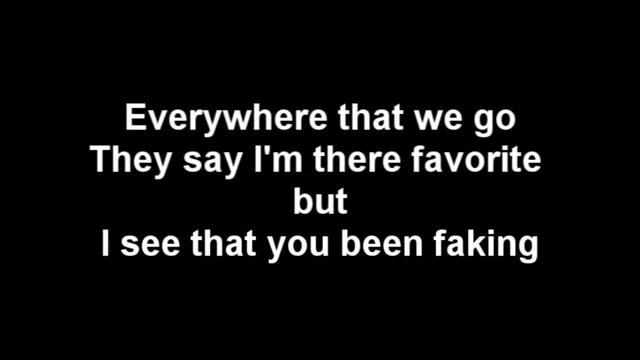 Everywhere that we go
They say I'm there favorite
but
I see that you been faking